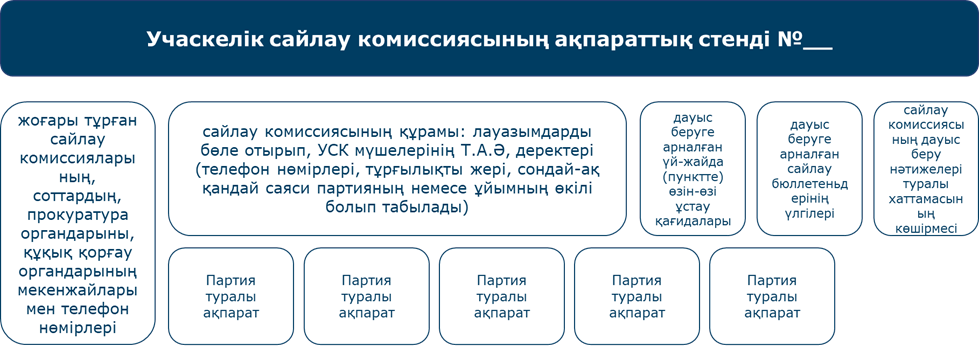 Учаскелік сайлау комиссиясының ақпараттық стенді №__
жоғары тұрған
сайлау
комиссиялары
ның,
соттардың,
прокуратура
органдарыны,
құқық қорғау
органдарының
мекенжайлары
мен телефон
нөмірлері
сайлау комиссиясының құрамы: лауазымдарды
бөле отырып, УСК мүшелерінің Т.А.Ә, деректері
(телефон нөмірлері, тұрғылықты жері, сондай-ақ
қандай саяси партияның немесе ұйымның өкілі
болып табылады)
дауыс
беруге
арналған
үй-жайда
(пунктте)
өзін-өзі
ұстау
қағидалары
дауыс
беруге
арналған
сайлау
бюллетеньд
ерінің
үлгілері
сайлау
комиссиясы
ның дауыс
беру
нәтижелері
туралы
хаттамасын
ың
көшірмесі
Партия
туралы
ақпарат
Партия
туралы
ақпарат
Партия
туралы
ақпарат
Партия
туралы
ақпарат
Партия
туралы
ақпарат